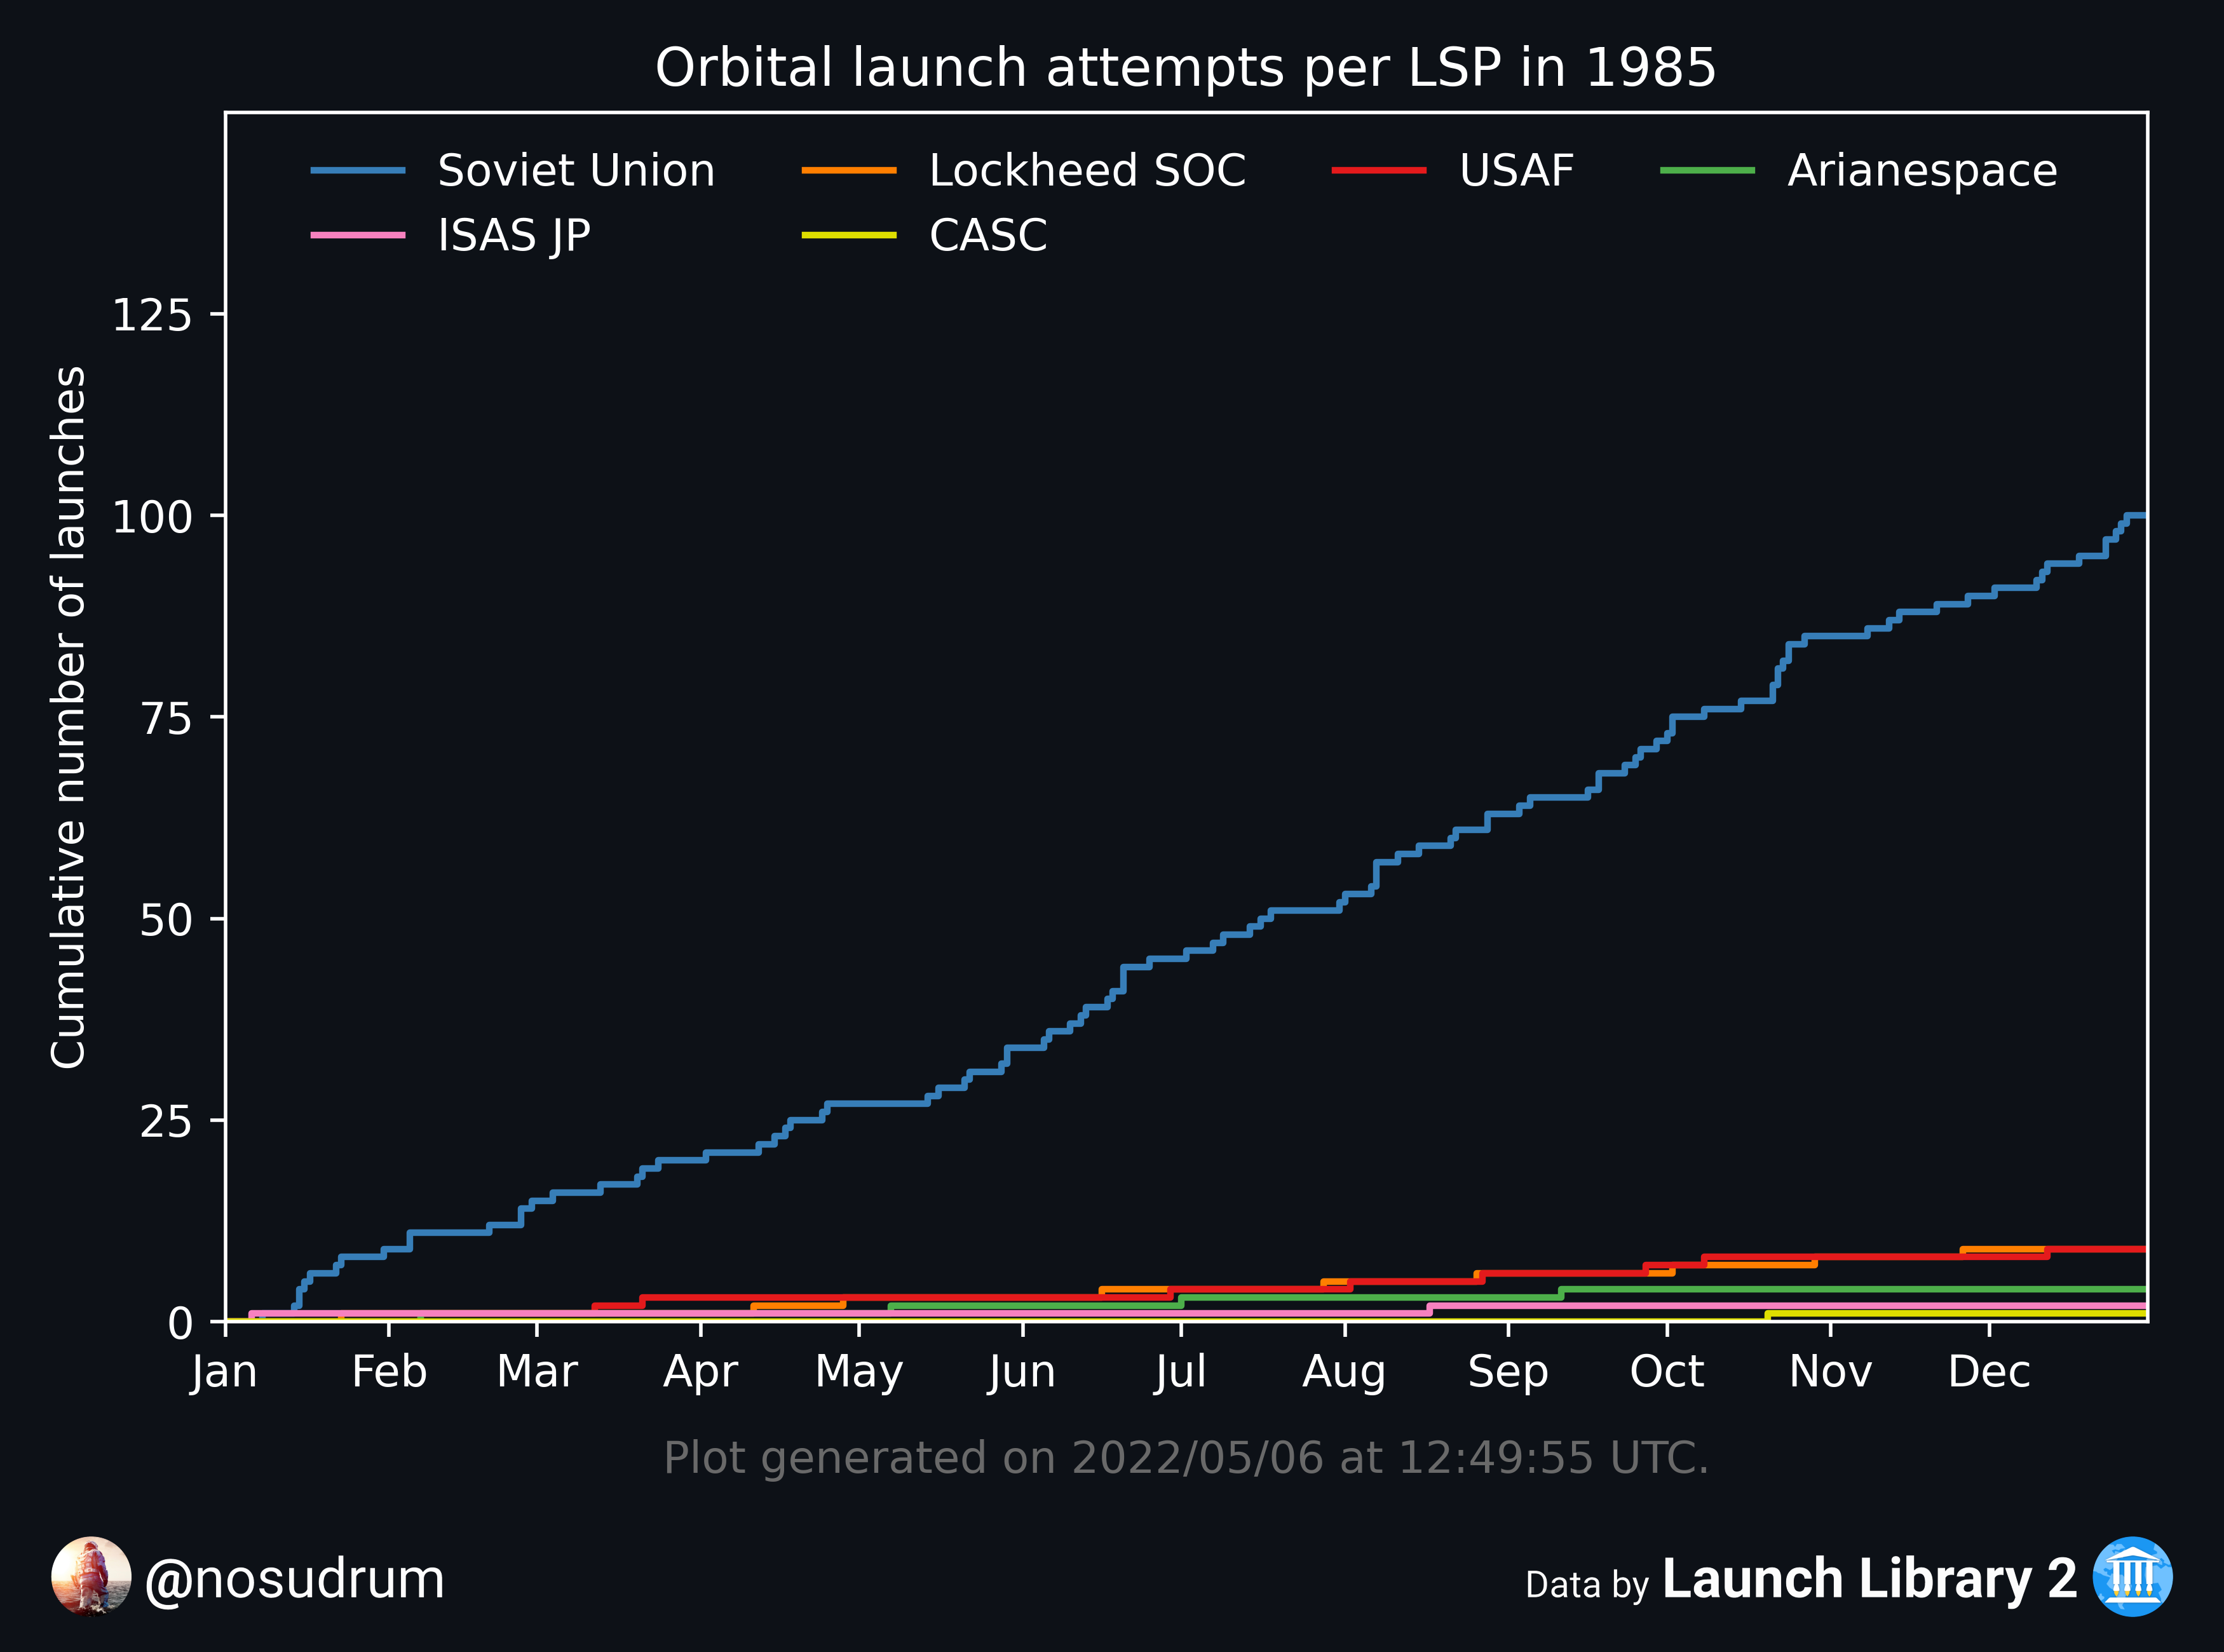 Orbital launch attempts per LSP in 1985
Soviet Union
Lockheed SOC
USAF
Arianespace
ISAS JP
CASC
Cumulative number of launches
125
100
75
50
25
0
Jan Feb Mar Apr May Jun Jul Aug Sep Oct Nov Dec
Plot generated on 2022/05/06 at 12:49:55 UTC.
@nosudrum
Data by Launch Library 2